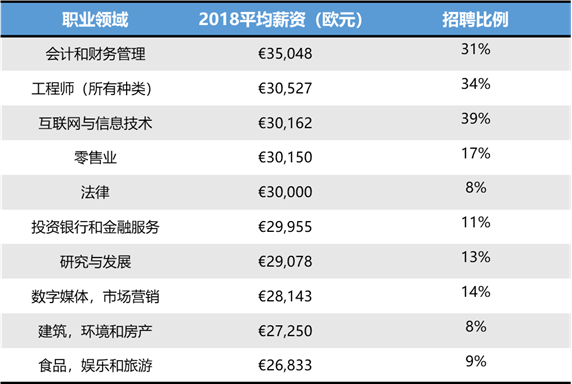 职业领域 2018平均薪资（欧元） 招聘比例
会计和财务管理 €35,048 31%
工程师（所有种类） €30,527 34%
互联网与信息技术 €30,162 39%
零售业 €30,150 17%
法律 €30,000 8%
投资银行和金融服务 €29,955 11%
研究与发展 €29,078 13%
数字媒体，市场营销 €28,143 14%
建筑，环境和房产 €27,250 8%
食品，娱乐和旅游 €26,833 9%